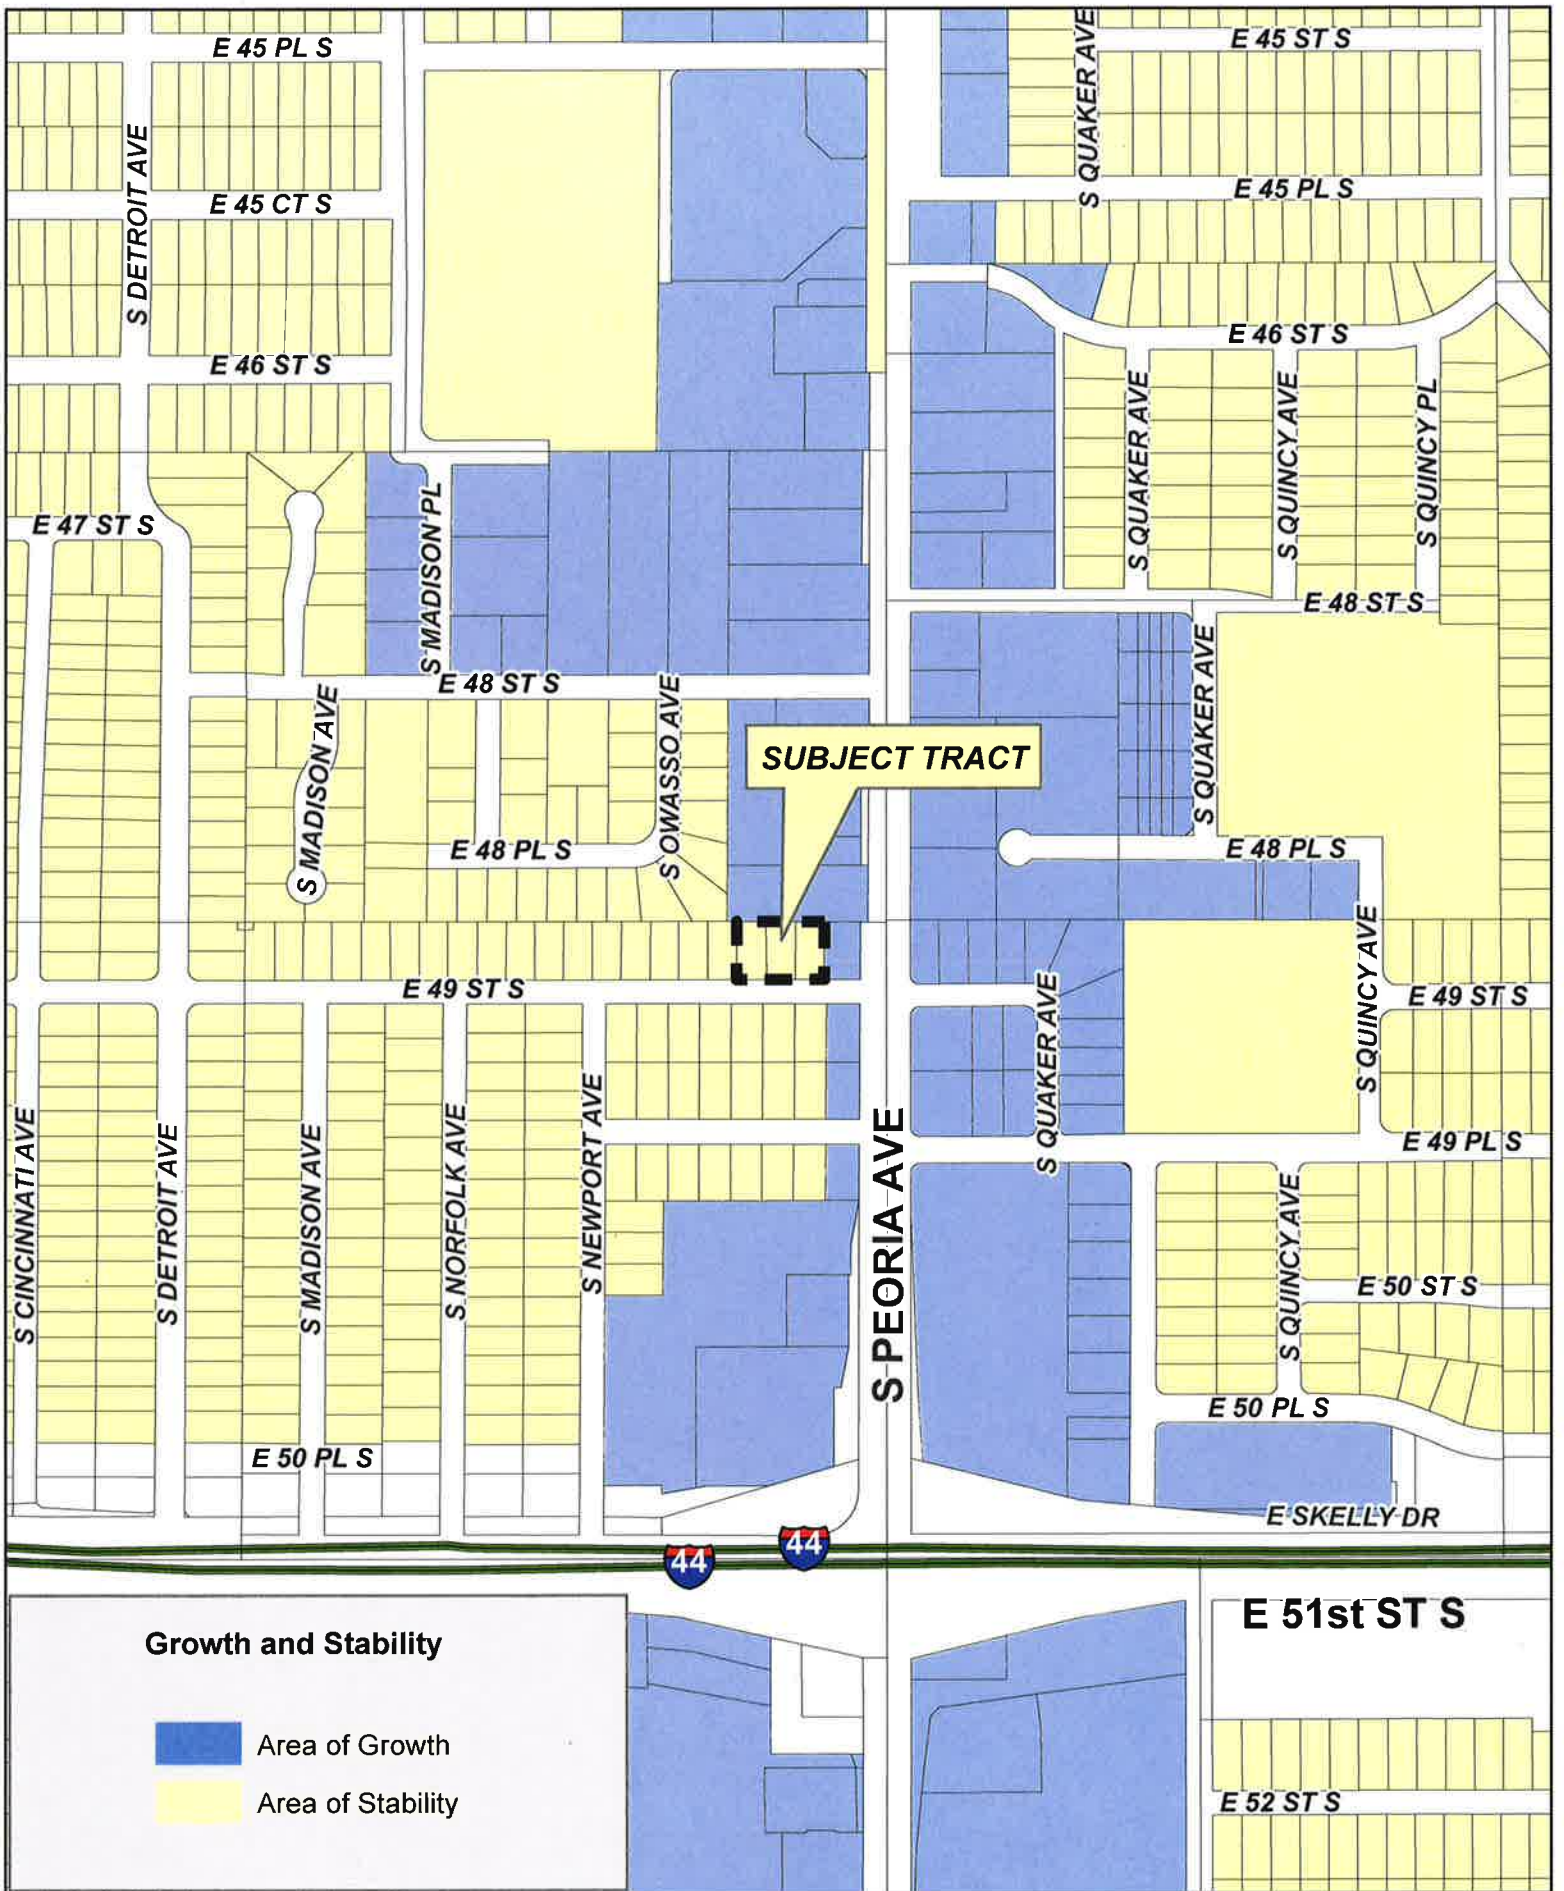 E 45 PL S
E 45 ST S
S QUAKER AVE
S DETROIT AVE
E 45 CT S
E 45 PL S
E 46 ST S
E 46 ST S
S QUAKER AVE
S QUINCY AVE
S QUINCY PL
E 47 ST S
S MADISON PL
E 48 ST S
E 48 ST S
S MADISON AVE
S OWASSO AVE
SUBJECT TRACT
S QUAKER AVE
E 48 PL S
E 48 PL S
S QUINCY AVE
E 49 ST S
E 49 ST S
S QUAKER AVE
S CINCINNATI AVE
S DETROIT AVE
S MADISON AVE
S NORFOLK AVE
S NEWPORT AVE
S PEORIA AVE
E 49 PL S
S QUINCY AVE
E 50 ST S
E 50 PL S
E 50 PL S
E SKELLY DR
44
44
E 51st ST S
Growth and Stability
Area of Growth
Area of Stability
E 52 ST S